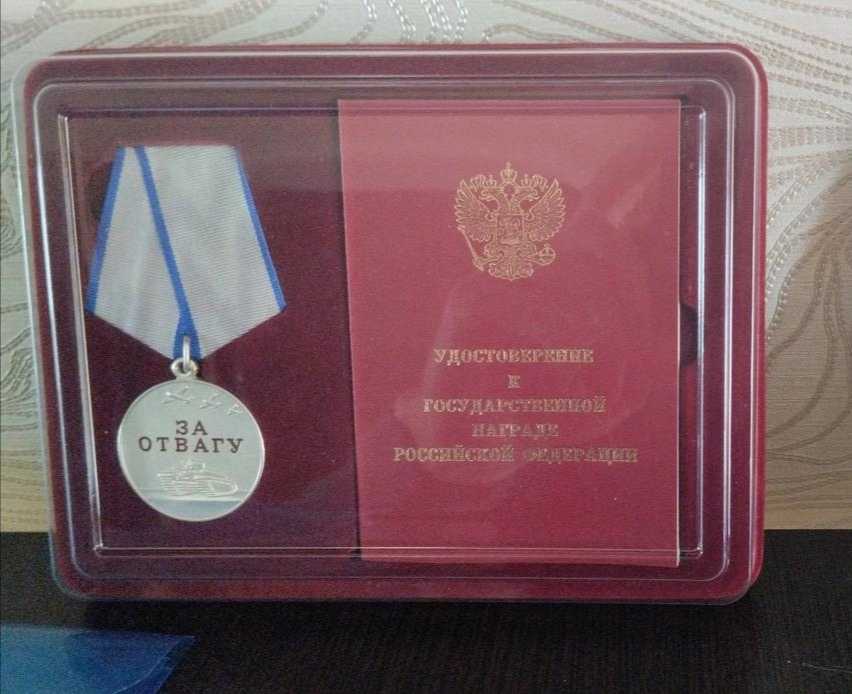 ЗА
ОТВАГУ
УДОСТОВЕРЕНИЕ
К
ГОСУДАРСТВЕННОЙ
НАГРАДЕ
РОССИЙСКОЙ ФЕДЕРАЦИИ